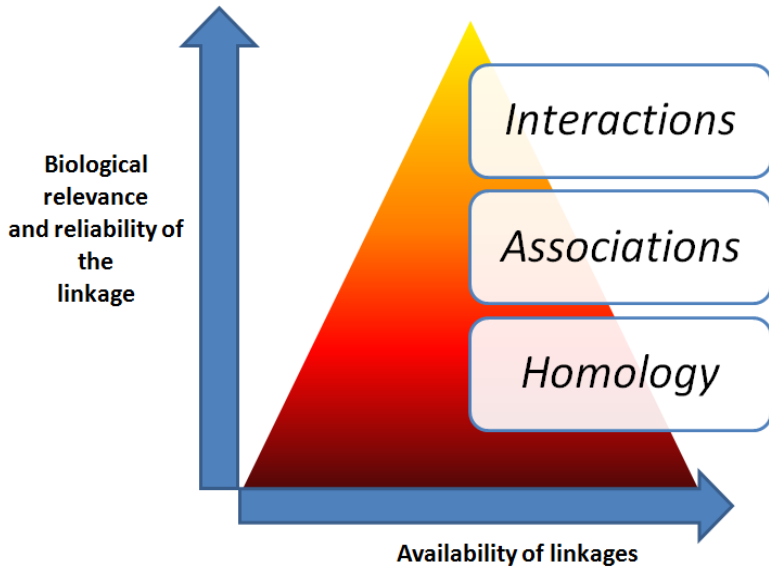 Interactions
Associations
Homology
Biological
relevance
and reliability of
the
linkage
Availability of linkages